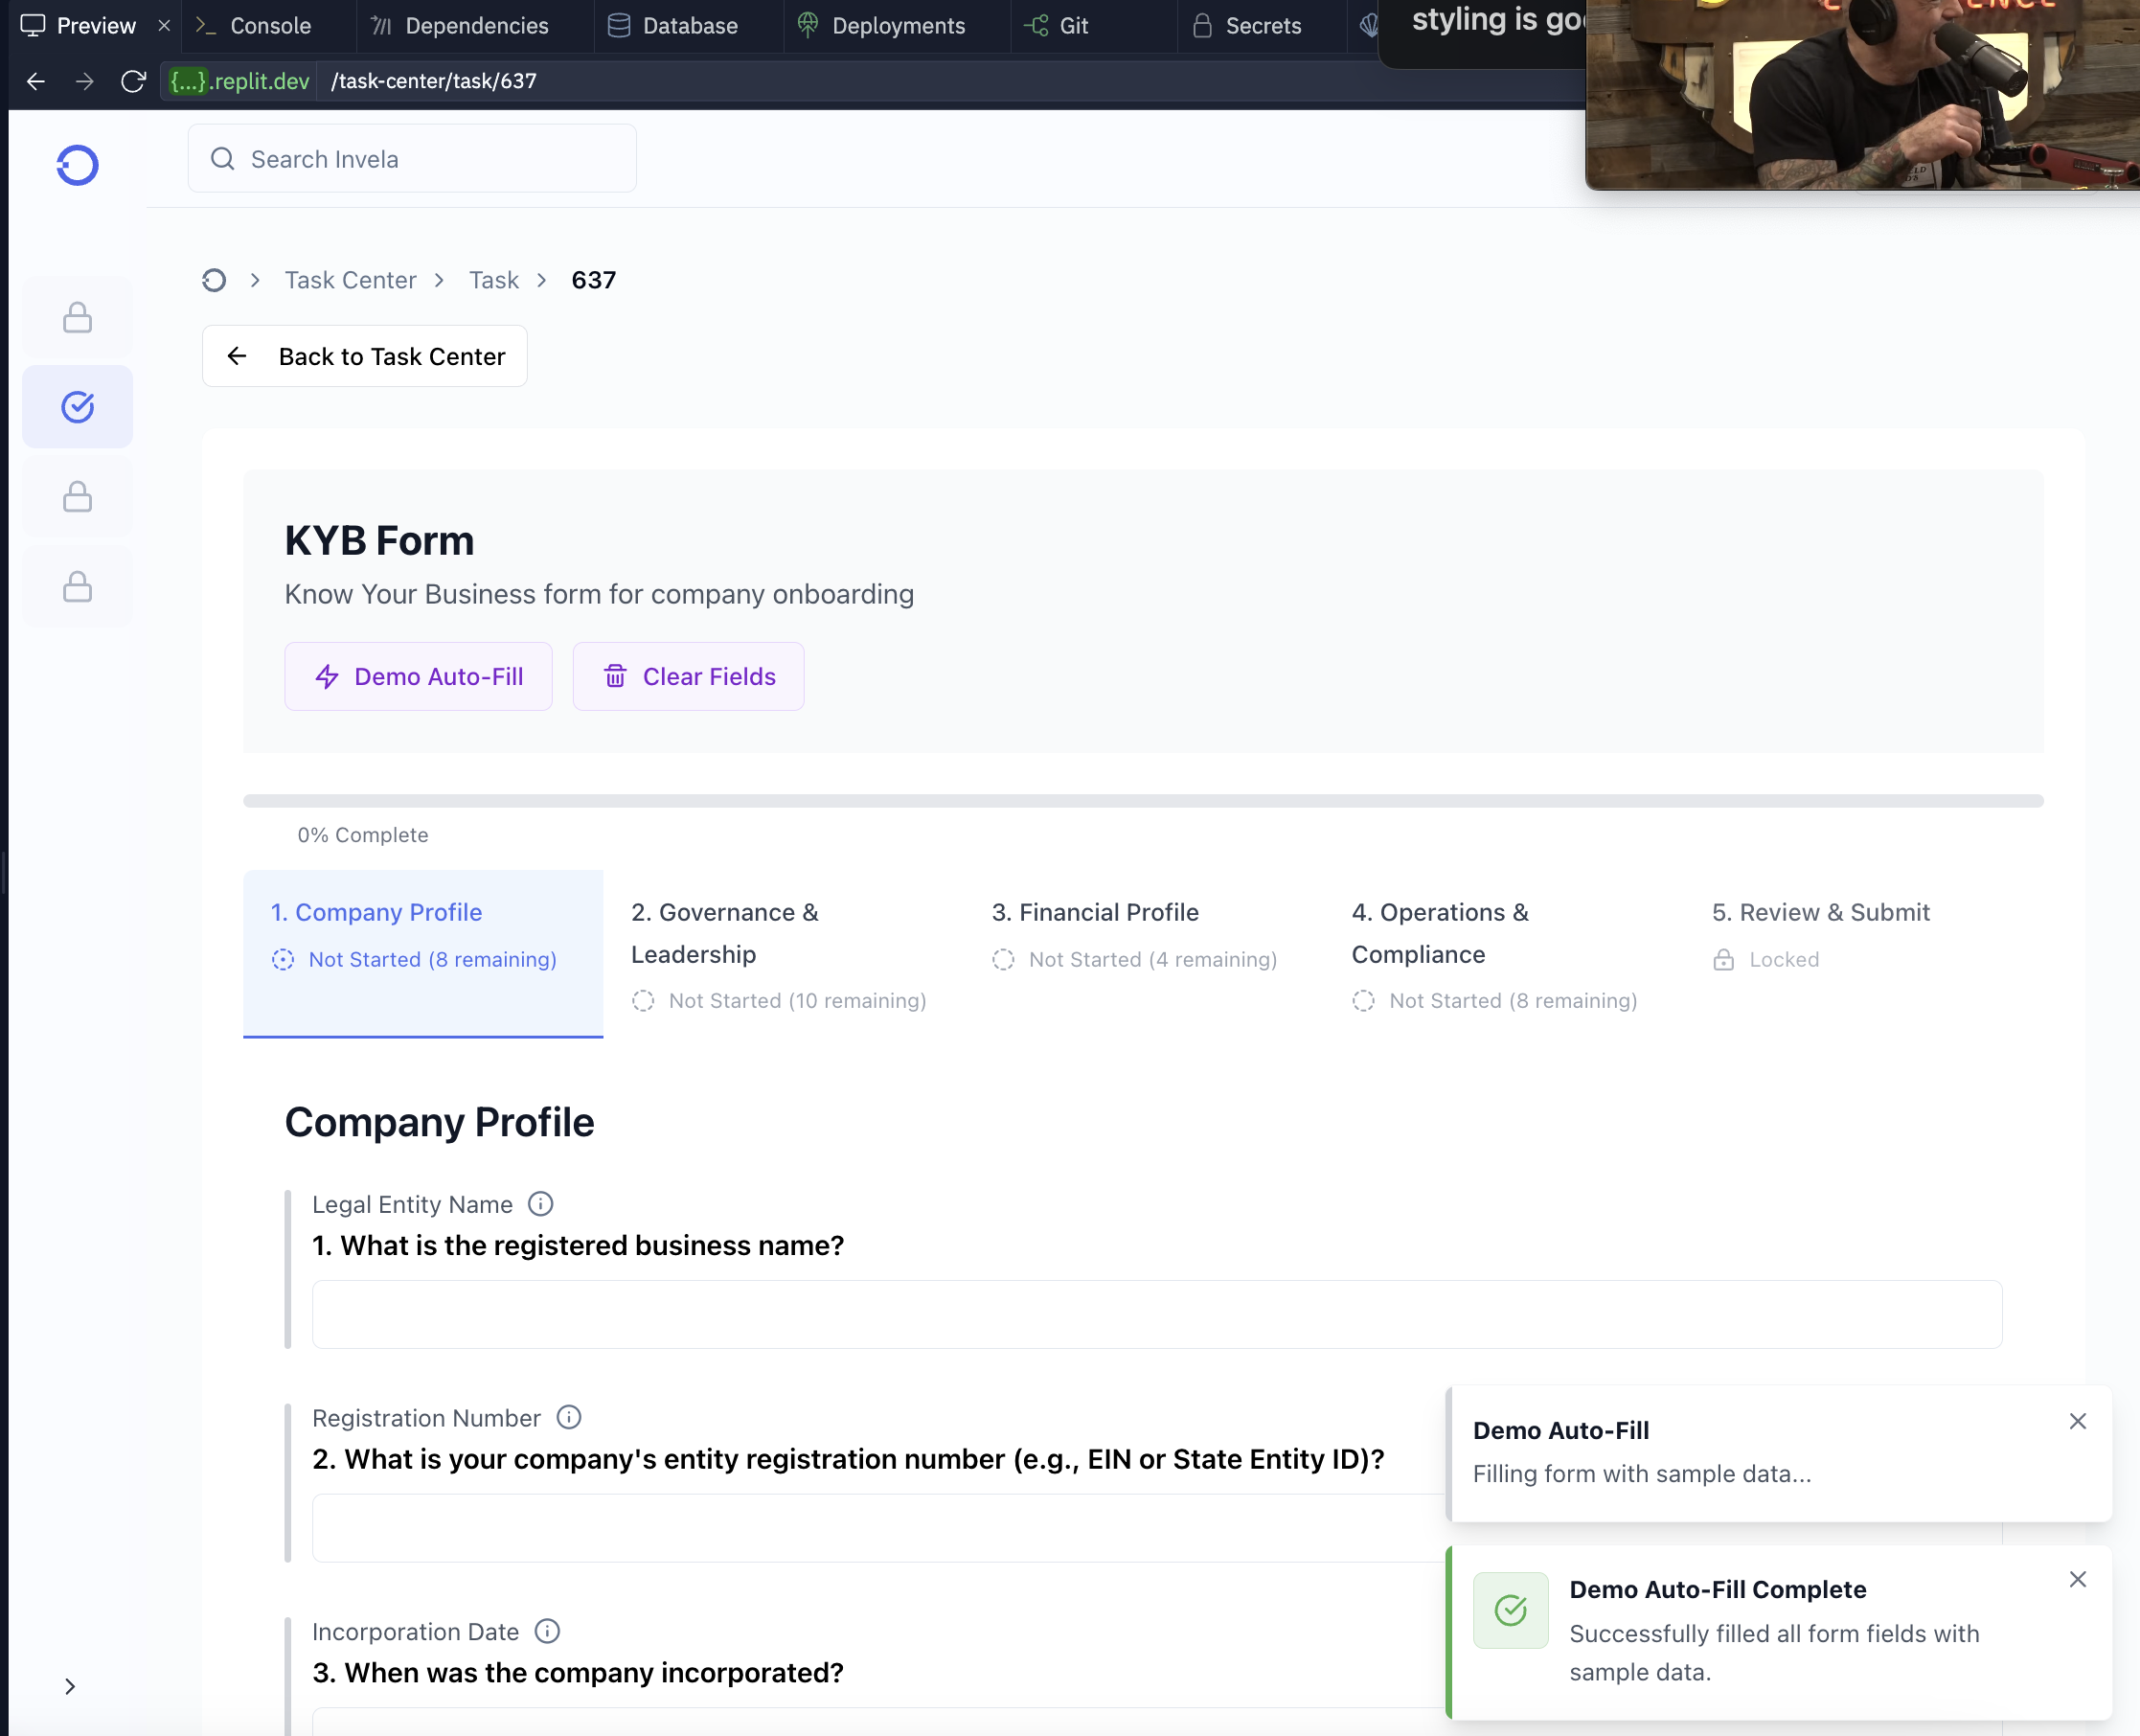 Preview
Console
Dependencies
Database
Deployments
Git
Secrets
styling is go
{...}.replit.dev
/task-center/task/637
Search Invela
Task Center
Task
637
Back to Task Center
KYB Form
Know Your Business form for company onboarding
Demo Auto-Fill
Clear Fields
0% Complete
1. Company Profile
Not Started (8 remaining)
2. Governance &
Leadership
Not Started (10 remaining)
3. Financial Profile
Not Started (4 remaining)
4. Operations &
Compliance
Not Started (8 remaining)
5. Review & Submit
Locked
Company Profile
Legal Entity Name
1. What is the registered business name?
Registration Number
2. What is your company's entity registration number (e.g., EIN or State Entity ID)?
Incorporation Date
3. When was the company incorporated?
Demo Auto-Fill
Filling form with sample data...
Demo Auto-Fill Complete
Successfully filled all form fields with
sample data.